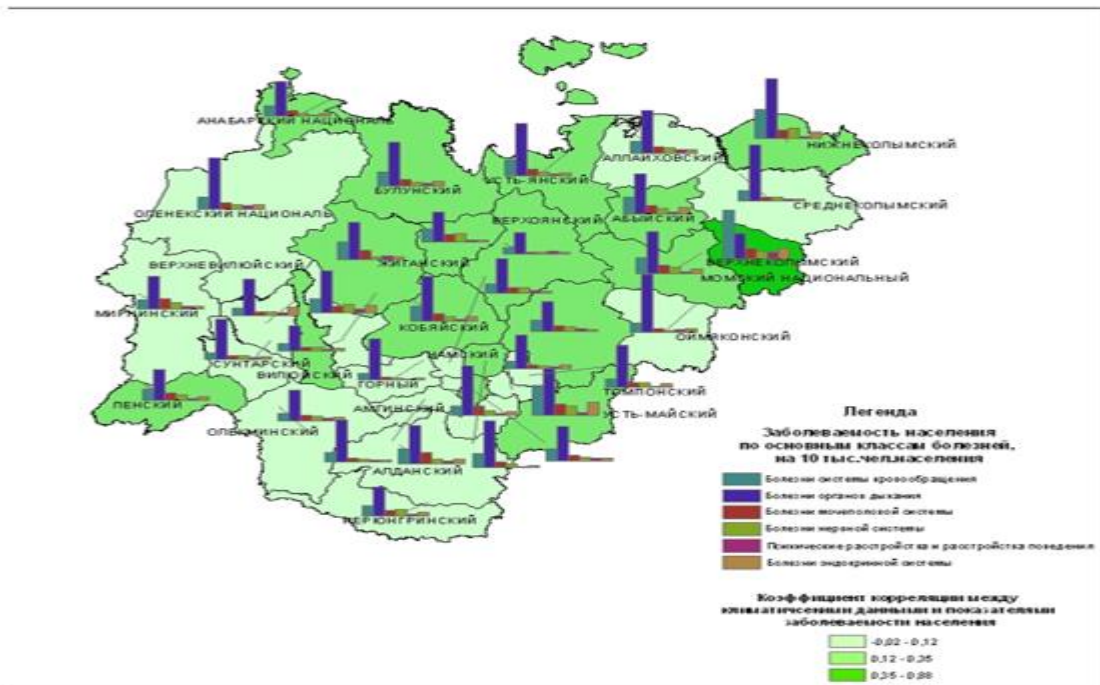 АНАБАРСКИЙ НАЦИОНАЛЬ
НИЖНЕКОЛЫМСКИЙ
АЛЛАИХОВСКИЙ
УСТЬ-ЯНСКИЙ
БУЛУНСКИЙ
СРЕДНЕКОЛЫМСКИЙ
ОЛЕНЕКСКИЙ НАЦИОНАЛЬ
ВЕРХОЯНСКИЙ
АБЫЙСКИЙ
ВЕРХНЕКОЛЫМСКИЙ
ВЕРХНЕВИЛЮЙСКИЙ
ЖИГАНСКИЙ
МОМСКИЙ НАЦИОНАЛЬНЫЙ
МИРНИНСКИЙ
КОБЯЙСКИЙ
ОЙМЯКОНСКИЙ
НАМСКИЙ
СУНТАРСКИЙ
ВИЛЮЙСКИЙ
ГОРНЫЙ
ТОМПОНСКИЙ
ЛЕНСКИЙ
АМГИНСКИЙ
УСТЬ-МАЙСКИЙ
ОЛЕКМИНСКИЙ
АЛДАНСКИЙ
НЕРЮНГРИНСКИЙ
Легенда
Заболеваемость населения
по основным классам болезней,
на 10 тыс.чел.населения
Болезни системы кровообращения
Болезни органов дыхания
Болезни мочеполовой системы
Болезни нервной системы
Психические расстройства и расстройства поведения
Болезни эндокринной системы
Коэффициент корреляции между
климатическими данными и показателями
заболеваемости населения
-0,02 - 0,12
0,12 - 0,35
0,35 - 0,88